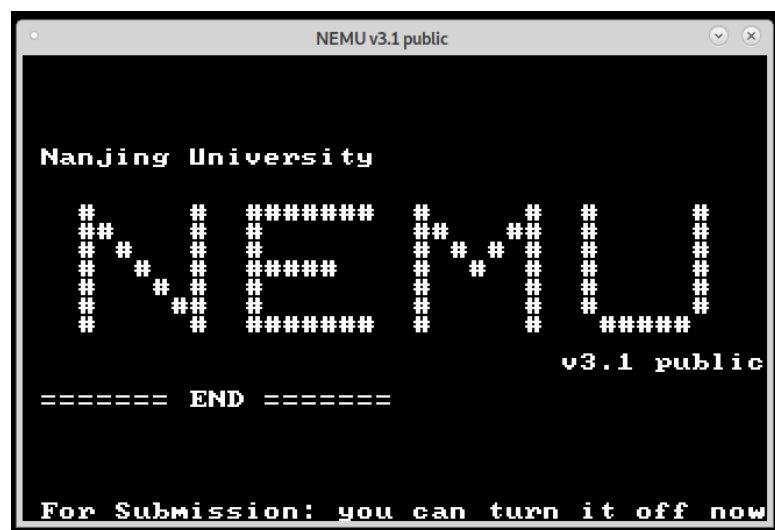 NEMU v3.1 public
Nanjing University
NEMU
v3.1 public
======= END =======
For Submission: you can turn it off now